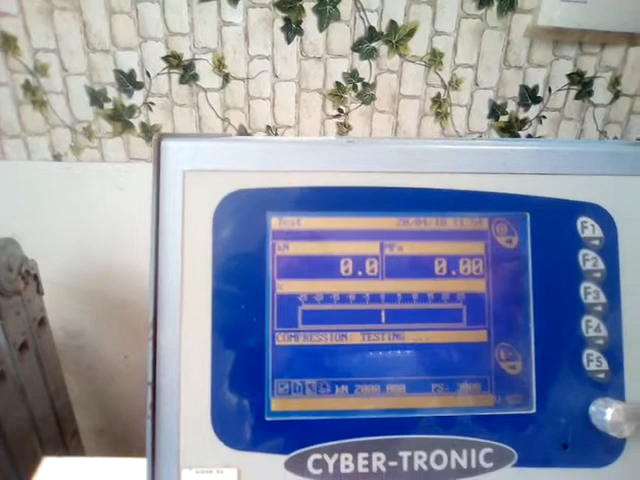 Test
kN MPa
0.0 0.00
COMPRESSION: TESTING ...
kN 2000.000 PS:
F1
F2
F3
F4
F5
CYBER-TRONIC